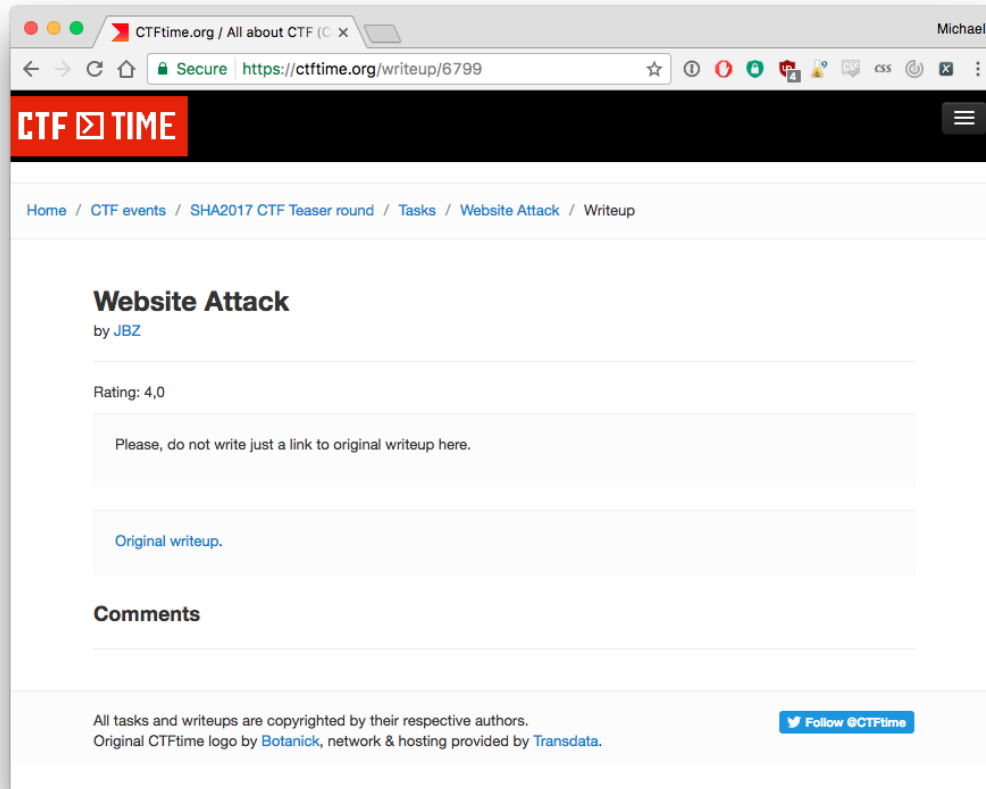 CTFtime.org / All about CTF (C
Michael
Secure https://ctftime.org/writeup/6799
4
css
CTF TIME
Home / CTF events / SHA2017 CTF Teaser round / Tasks / Website Attack / Writeup
Website Attack
by JBZ
Rating: 4,0
Please, do not write just a link to original writeup here.
Original writeup.
Comments
All tasks and writeups are copyrighted by their respective authors.
Follow @CTFtime
Original CTFtime logo by Botanick, network & hosting provided by Transdata.